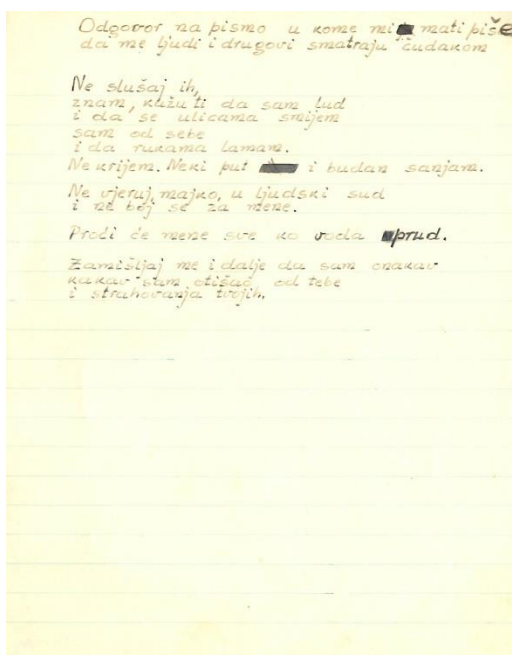 Odgovor na pismo u kome mi mati piše
da me ljudi i drugovi smatraju čudakom
Ne slušaj ih,
znam, kažu ti da sam lud
i da se ulicama smijem
sam od sebe
i da rukama lamam.
Ne krijem. Neki put i budan sanjam.
Ne vjeruj, majko, u ljudski sud
i ne boj se za mene.
Proći će mene sve ko voda sprud.
Zamišljaj me i dalje da sam onakav
kakav sam otišao od tebe
i strahovanja tvojih.